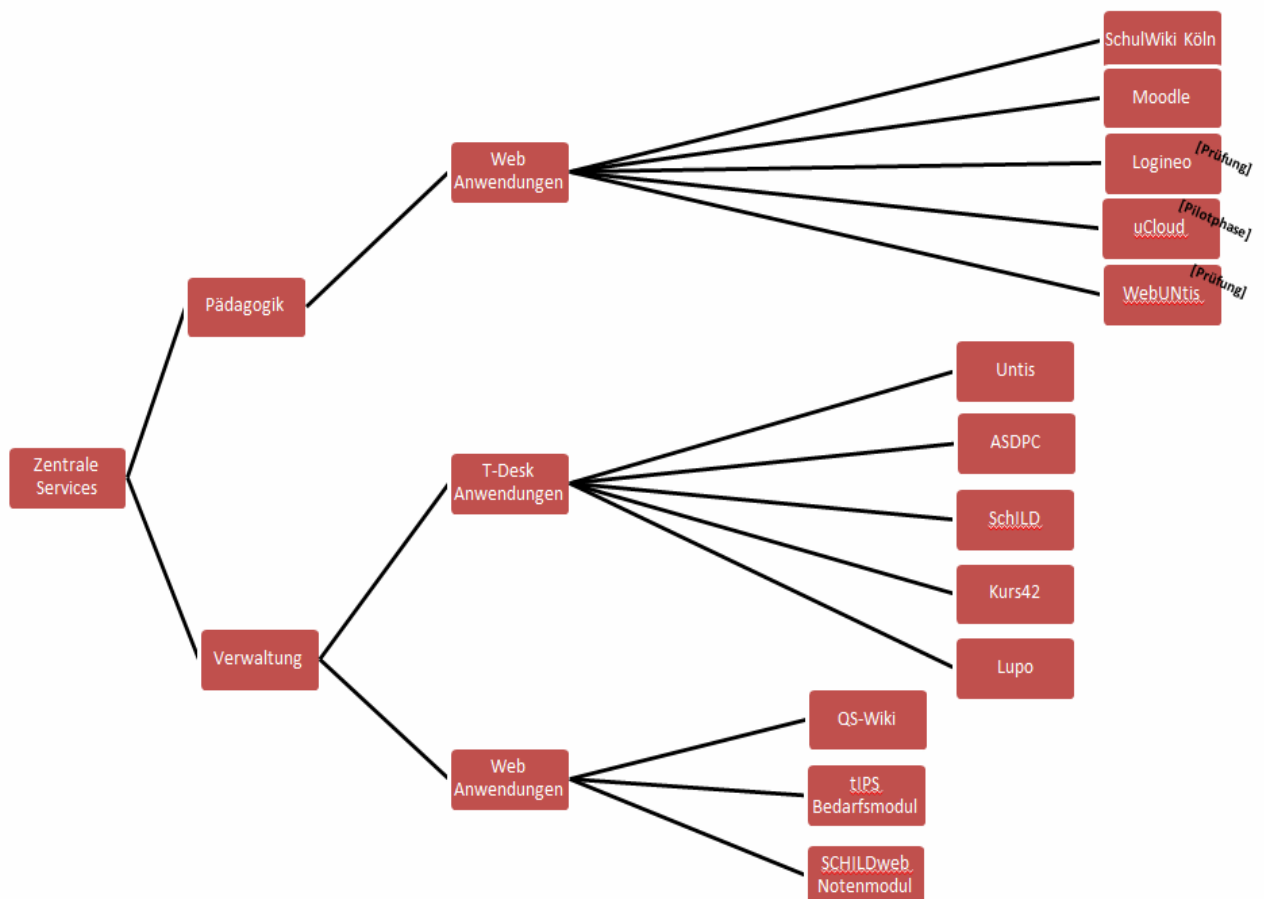 SchulWiki Köln
Moodle
Logineo
[Prüfung]
uCloud
[Pilotphase]
WebUNtis
[Prüfung]
Web
Anwendungen
Pädagogik
Zentrale
Services
Verwaltung
T-Desk
Anwendungen
Untis
ASDPC
SchILD
Kurs42
Lupo
Web
Anwendungen
QS-Wiki
tIPS
Bedarfsmodul
SCHILDweb
Notenmodul